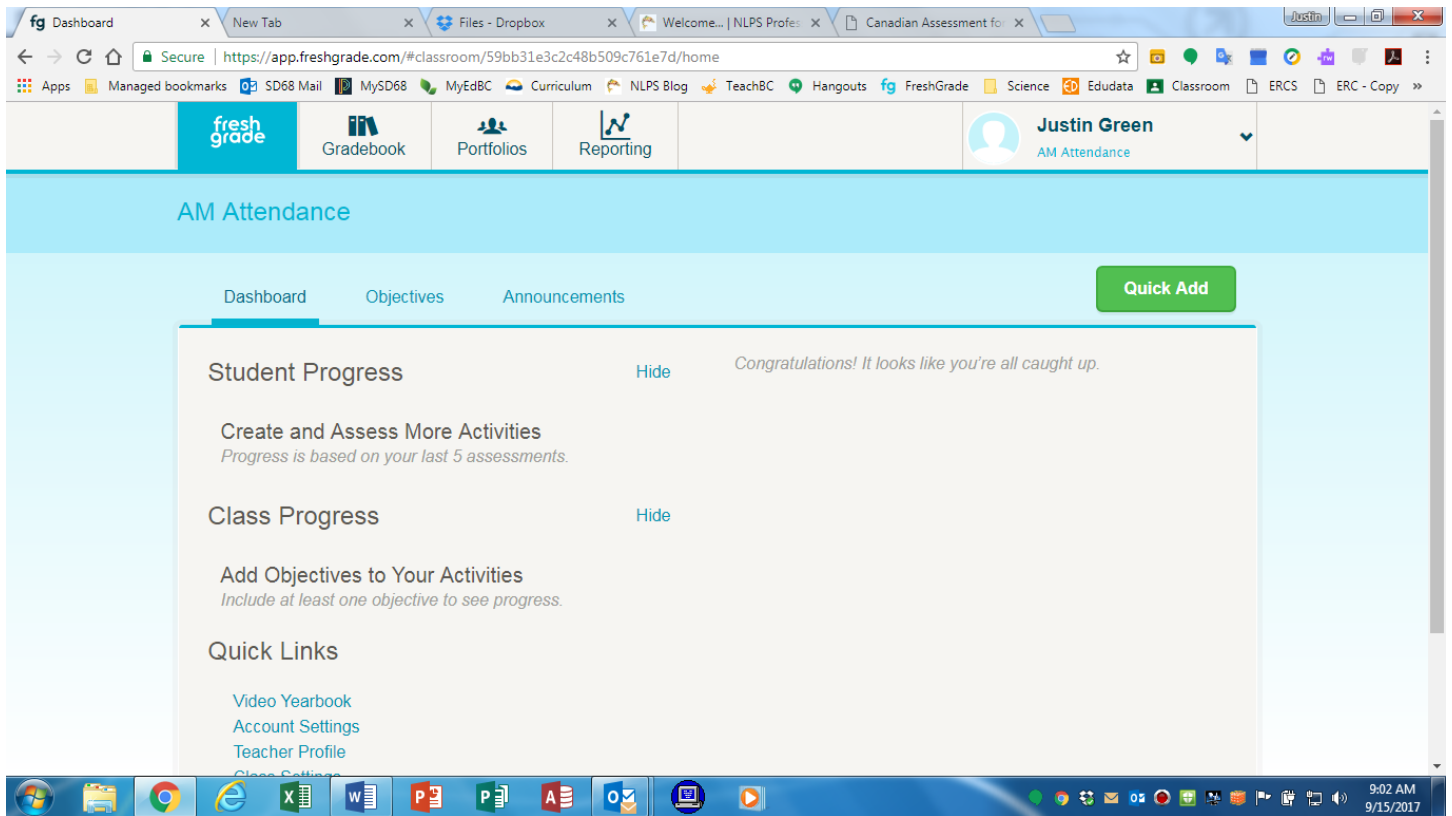 fg Dashboard New Tab Files - Dropbox Welcome... | NLPS Profes Canadian Assessment for Justin
Secure https://app.freshgrade.com/#classroom/59bb31e3c2c48b509c761e7d/home
Apps Managed bookmarks SD68 Mail MySD68 MyEdBC Curriculum NLPS Blog TeachBC Hangouts fg FreshGrade Science Edudata Classroom ERCS ERC - Copy »
fresh grade Gradebook Portfolios Reporting
Justin Green
AM Attendance
AM Attendance
Dashboard Objectives Announcements Quick Add
Student Progress Hide Congratulations! It looks like you're all caught up.
Create and Assess More Activities
Progress is based on your last 5 assessments.
Class Progress Hide
Add Objectives to Your Activities
Include at least one objective to see progress.
Quick Links
Video Yearbook
Account Settings
Teacher Profile
Class Settings
9:02 AM
9/15/2017